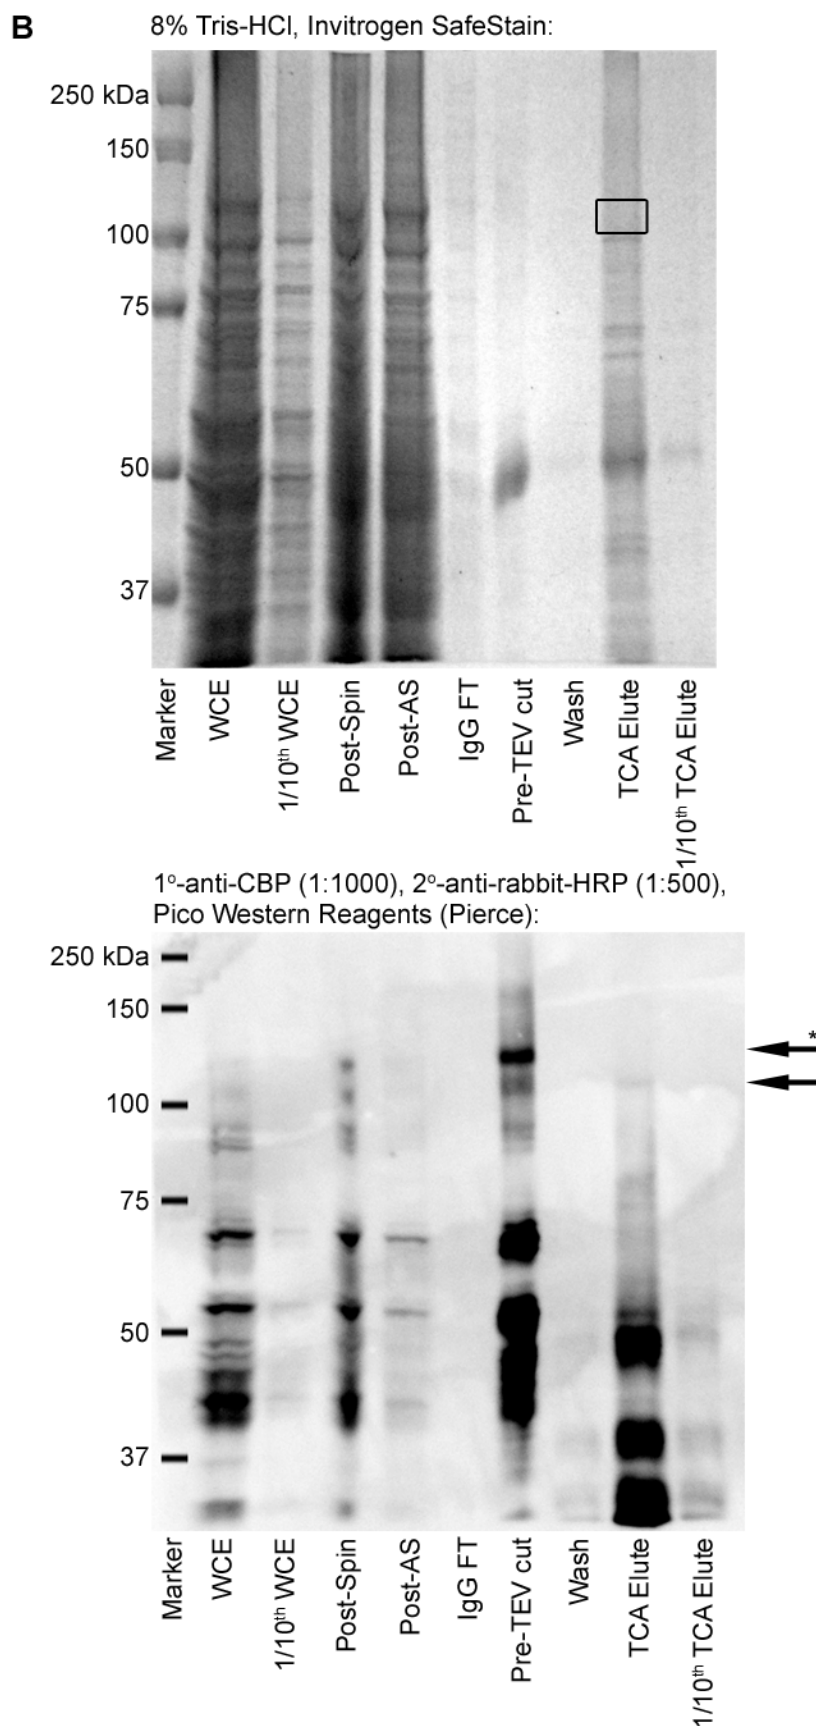 B
8% Tris-HCl, Invitrogen SafeStain:
250 kDa
150
100
75
50
37
Marker
WCE
1/10th WCE
Post-Spin
Post-AS
IgG FT
Pre-TEV cut
Wash
TCA Elute
1/10th TCA Elute
1o-anti-CBP (1:1000), 2o-anti-rabbit-HRP (1:500),
Pico Western Reagents (Pierce):
250 kDa
150
100
75
50
37
*
Marker
WCE
1/10th WCE
Post-Spin
Post-AS
IgG FT
Pre-TEV cut
Wash
TCA Elute
1/10th TCA Elute